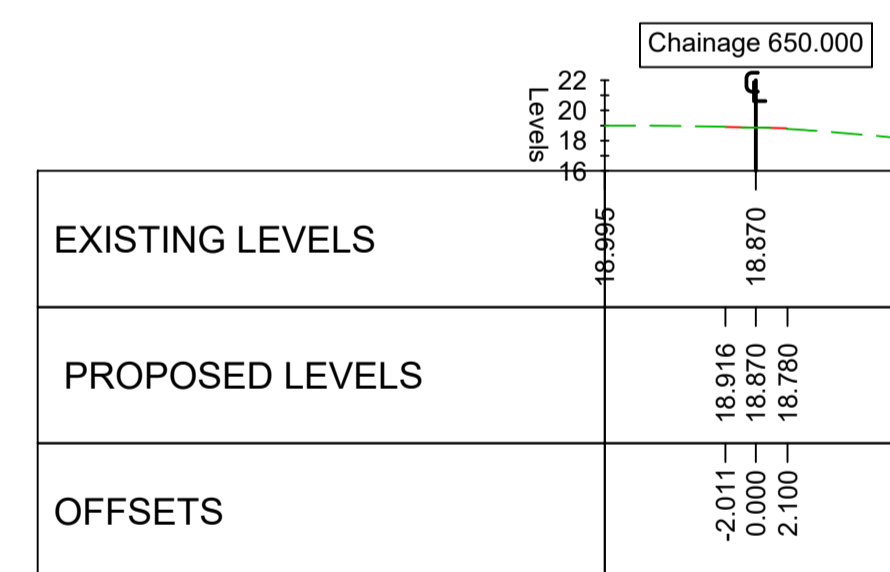 Chainage 650.000
℄
Levels
22
20
18
16
EXISTING LEVELS
18.995
18.870
PROPOSED LEVELS
18.916
18.870
18.780
OFFSETS
-2.011
0.000
2.100